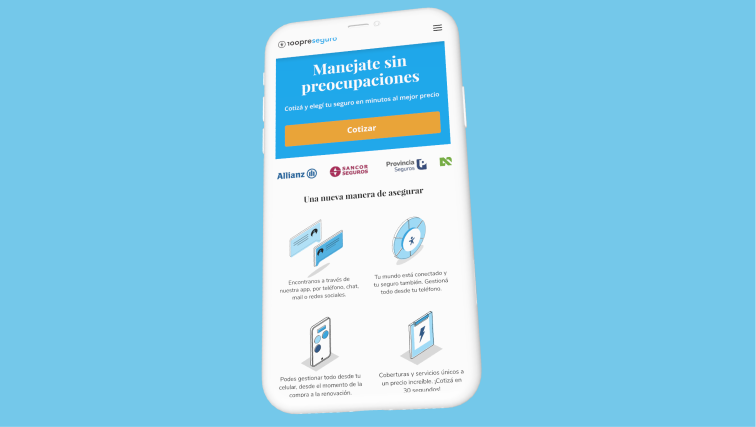 100preseguro
Manejate sin
preocupaciones
Cotizá y elegí tu seguro en minutos al mejor precio
Cotizar
Allianz
SANCOR
SEGUROS
Provincia
Seguros
Una nueva manera de asegurar
Encontranos a través de
nuestra app, por teléfono, chat,
mail o redes sociales.
Tu mundo está conectado y
tu seguro también. Gestioná
todo desde tu teléfono.
Podes gestionar todo desde tu
celular, desde el momento de la
compra a la renovación.
Coberturas y servicios únicos a
un precio increíble. ¡Cotizá en
30 segundos!